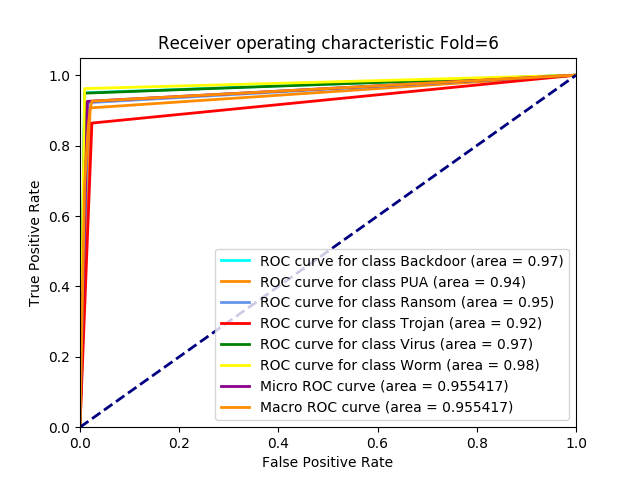 Receiver operating characteristic Fold=6
1.0
0.8
0.6
0.4
0.2
0.0
True Positive Rate
ROC curve for class Backdoor (area = 0.97)
ROC curve for class PUA (area = 0.94)
ROC curve for class Ransom (area = 0.95)
ROC curve for class Trojan (area = 0.92)
ROC curve for class Virus (area = 0.97)
ROC curve for class Worm (area = 0.98)
Micro ROC curve (area = 0.955417)
Macro ROC curve (area = 0.955417)
0.0 0.2 0.4 0.6 0.8 1.0
False Positive Rate